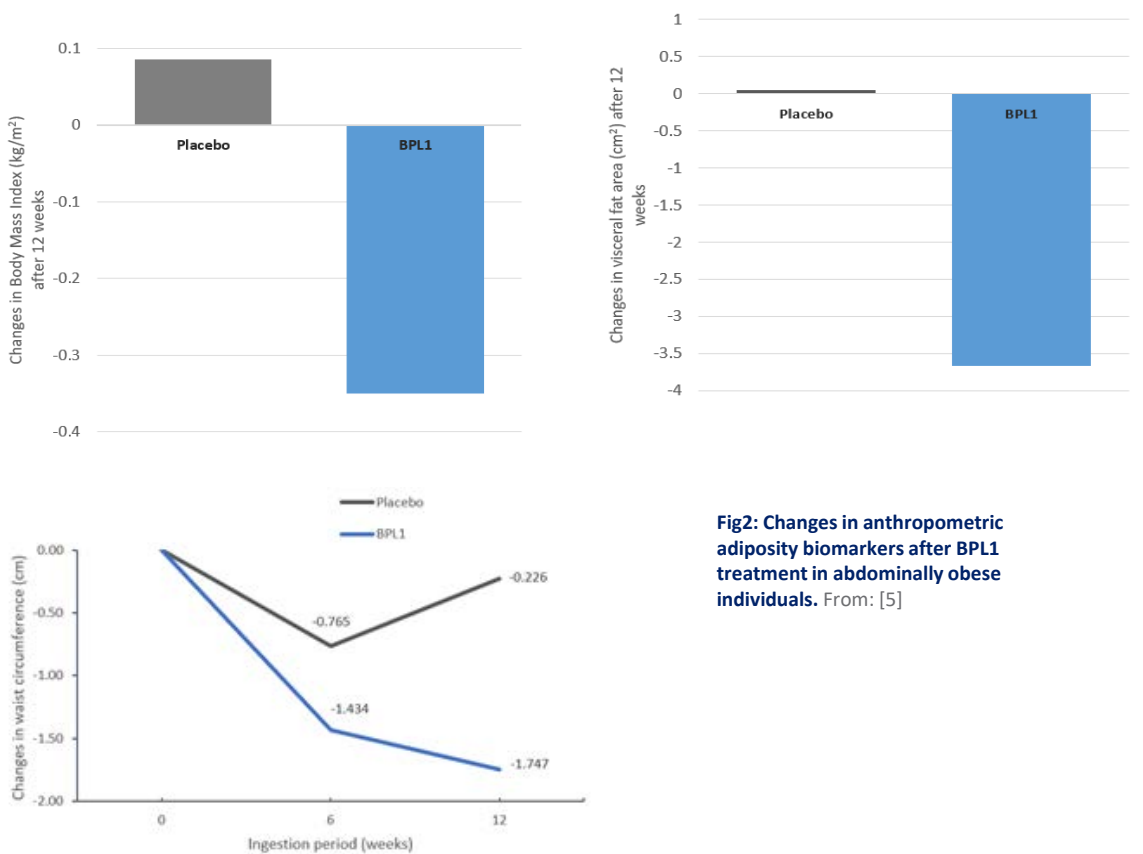 Changes in Body Mass Index (kg/m²)
after 12 weeks
0.1
0
-0.1
-0.2
-0.3
-0.4
Placebo
BPL1
Changes in visceral fat area (cm²) after 12
weeks
1
0.5
0
-0.5
-1
-1.5
-2
-2.5
-3
-3.5
-4
Placebo
BPL1
Placebo
BPL1
Changes in waist circumference (cm)
0.00
-0.50
-1.00
-1.50
-2.00
-0.765
-0.226
-1.434
-1.747
0
6
12
Ingestion period (weeks)
Fig2: Changes in anthropometric
adiposity biomarkers after BPL1
treatment in abdominally obese
individuals. From: [5]